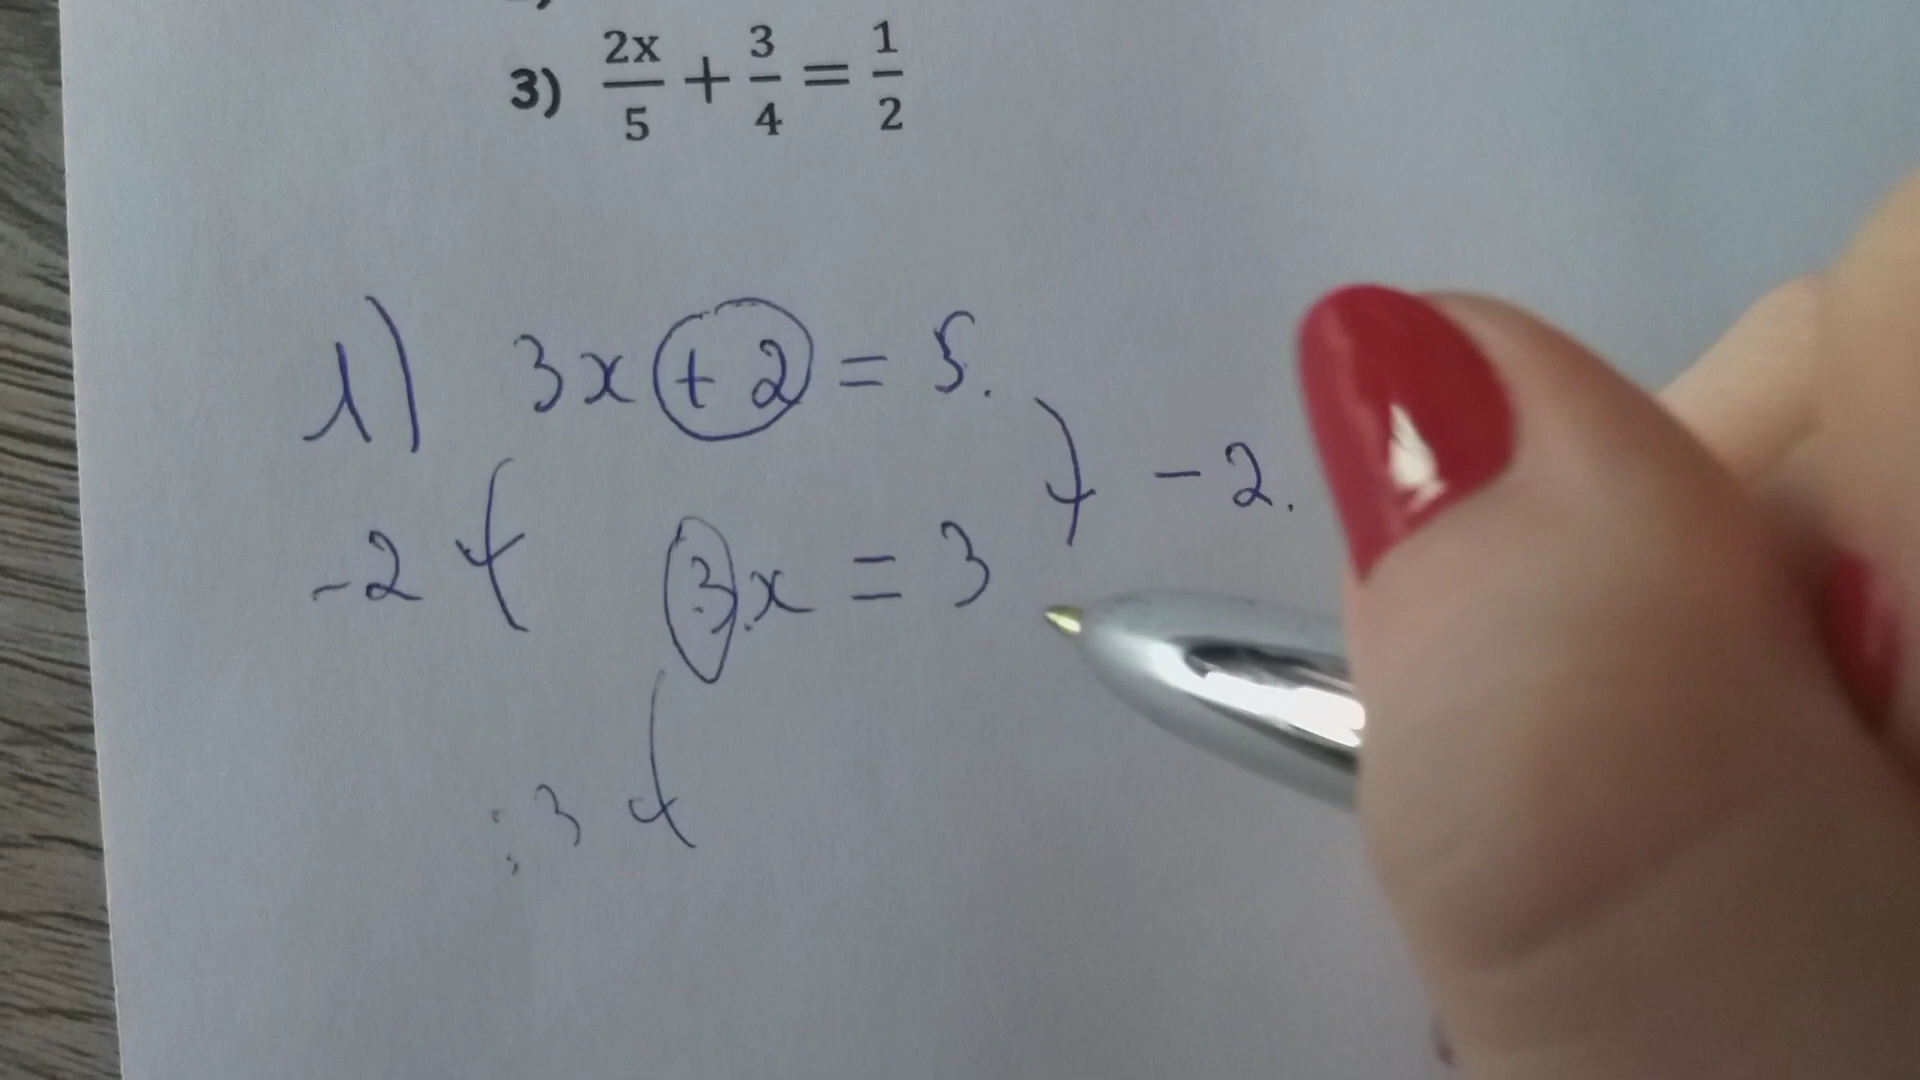 3) 2x/5 + 3/4 = 1/2
1) 3x + 2 = 5.
-2 3x = 3 -2.
:3